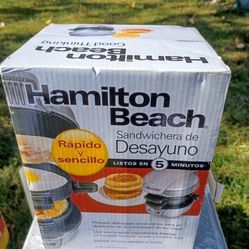 Hamilton
Beach
Good Thinking
Hamilton
Beach
Sandwichera de
Desayuno
LISTOS EN 5 MINUTOS
Rápido y
sencillo